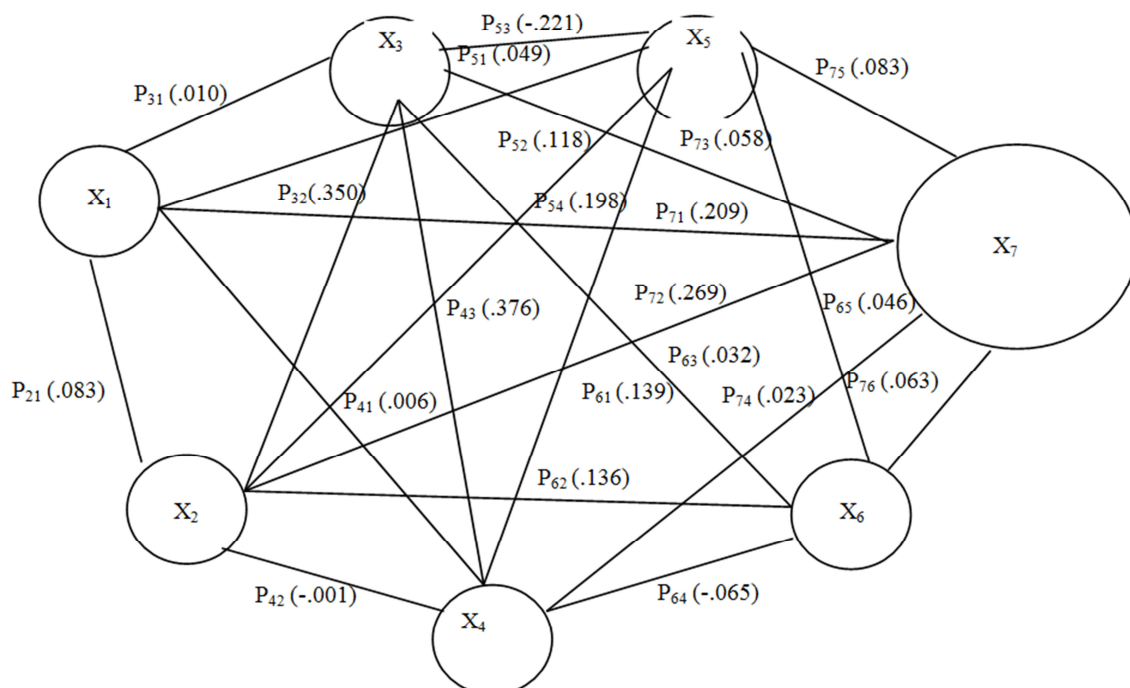 P₅₃ (-.221)
X₃
X₅
P₅₁ (.049)
P₇₅ (.083)
P₃₁ (.010)
P₅₂ (.118)
P₇₃ (.058)
X₁
P₃₂(.350)
P₅₄ (.198)
P₇₁ (.209)
X₇
P₇₂ (.269)
P₄₃ (.376)
P₆₅ (.046)
P₆₃ (.032)
P₂₁ (.083)
P₄₁ (.006)
P₆₁ (.139)
P₇₄ (.023)
P₇₆ (.063)
P₆₂ (.136)
X₂
X₆
P₄₂ (-.001)
P₆₄ (-.065)
X₄